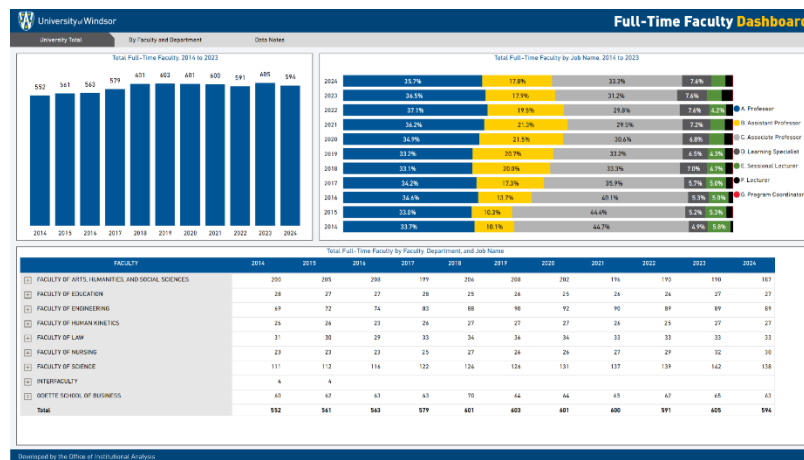 University of Windsor
Full-Time Faculty Dashboard
University Total By Faculty and Department Data Notes
Total Full-Time Faculty, 2014 to 2023
552 561 563 579 601 603 601 600 591 605 594
2014 2015 2016 2017 2018 2019 2020 2021 2022 2023 2024
Total Full-Time Faculty by Job Name, 2014 to 2023
2024 35.7% 17.8% 33.3% 7.6%
2023 36.5% 17.9% 31.2% 7.6%
2022 37.1% 19.5% 29.8% 7.6% 4.2%
2021 36.2% 21.3% 29.5% 7.2%
2020 34.9% 21.5% 30.6% 6.8%
2019 33.2% 20.7% 33.2% 6.5% 4.3%
2018 33.1% 20.0% 33.3% 7.0% 4.7%
2017 34.2% 17.3% 35.9% 5.7% 5.0%
2016 34.6% 13.7% 40.1% 5.3% 5.0%
2015 33.0% 10.3% 44.4% 5.2% 5.3%
2014 33.7% 10.1% 44.7% 4.9% 5.8%
A. Professor
B. Assistant Professor
C. Associate Professor
D. Learning Specialist
E. Sessional Lecturer
F. Lecturer
G. Program Coordinator
Total Full-Time Faculty by Faculty, Department, and Job Name
FACULTY 2014 2015 2016 2017 2018 2019 2020 2021 2022 2023 2024
FACULTY OF ARTS, HUMANITIES, AND SOCIAL SCIENCES 200 205 208 199 206 208 202 196 190 190 187
FACULTY OF EDUCATION 28 27 27 28 25 26 25 26 26 27 27
FACULTY OF ENGINEERING 69 72 74 83 88 90 92 90 89 89 89
FACULTY OF HUMAN KINETICS 26 26 23 26 27 27 27 26 25 27 27
FACULTY OF LAW 31 30 29 33 34 36 34 33 33 33 33
FACULTY OF NURSING 23 23 23 25 27 26 26 27 29 32 30
FACULTY OF SCIENCE 111 112 116 122 124 126 131 137 139 142 138
INTERFACULTY 4 4
ODETTE SCHOOL OF BUSINESS 60 62 63 63 70 64 64 65 62 65 63
Total 552 561 563 579 601 603 601 600 591 605 594
Developed by the Office of Institutional Analysis